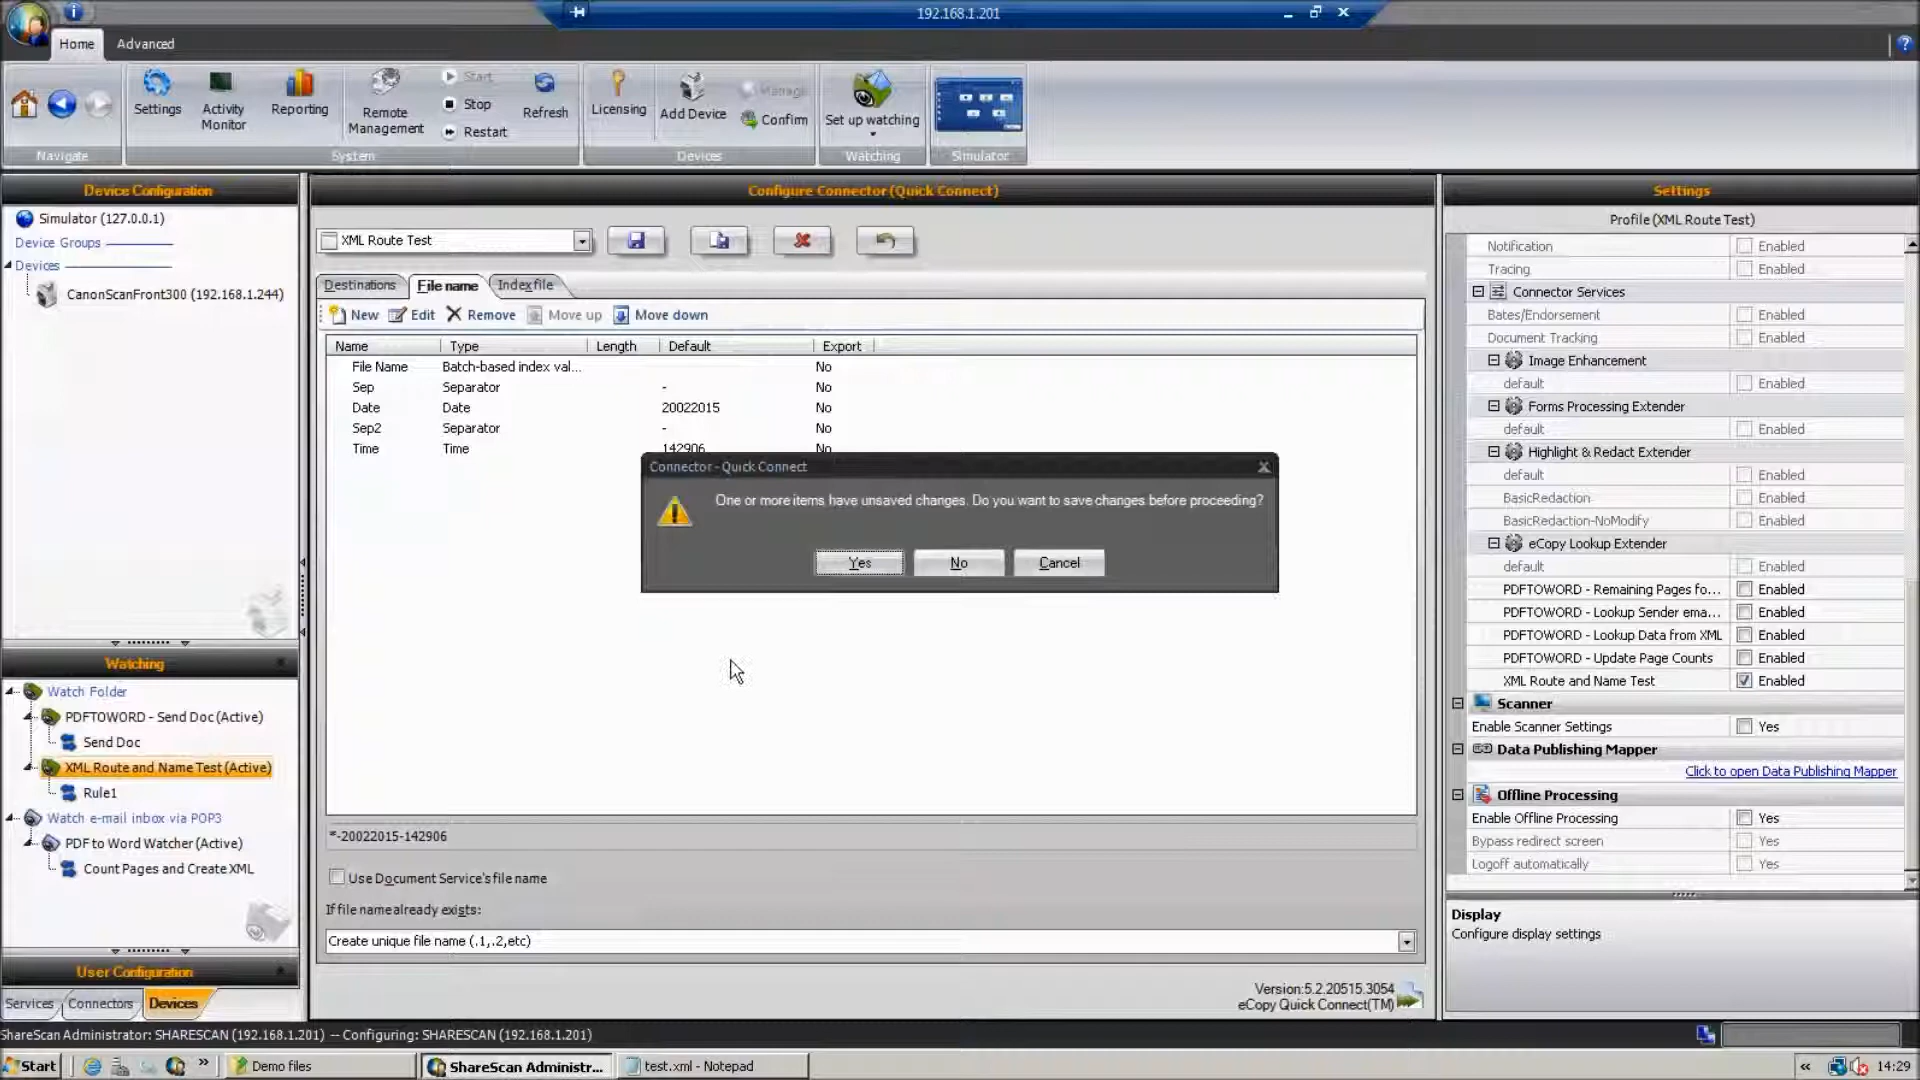 192.168.1.201
Home
Advanced
Settings
Activity Monitor
Reporting
Remote Management
Start
Stop
Restart
Refresh
Licensing
Add Device
Manage
Confirm
Set up watching
Navigate
System
Devices
Watching
Simulator
Device Configuration
Simulator (127.0.0.1)
Device Groups
Devices
CanonScanFront300 (192.168.1.244)
Watching
Watch Folder
PDFTOWORD - Send Doc (Active)
Send Doc
XML Route and Name Test (Active)
Rule1
Watch e-mail inbox via POP3
PDF to Word Watcher (Active)
Count Pages and Create XML
User Configuration
Services
Connectors
Devices
Configure Connector (Quick Connect)
XML Route Test
Destinations
File name
Index file
New
Edit
Remove
Move up
Move down
Name Type Length Default Export
File Name Batch-based index val... No
Sep Separator - No
Date Date 20022015 No
Sep2 Separator - No
Time Time 142906 No
Connector - Quick Connect
One or more items have unsaved changes. Do you want to save changes before proceeding?
Yes
No
Cancel
*-20022015-142906
Use Document Service's file name
If file name already exists:
Create unique file name (.1,.2,etc)
Version:5.2.20515.3054
eCopy Quick Connect(TM)
Settings
Profile (XML Route Test)
Notification Enabled
Tracing Enabled
Connector Services
Bates/Endorsement Enabled
Document Tracking Enabled
Image Enhancement
default Enabled
Forms Processing Extender
default Enabled
Highlight & Redact Extender
default Enabled
BasicRedaction Enabled
BasicRedaction-NoModify Enabled
eCopy Lookup Extender
default Enabled
PDFTOWORD - Remaining Pages fo... Enabled
PDFTOWORD - Lookup Sender ema... Enabled
PDFTOWORD - Lookup Data from XML Enabled
PDFTOWORD - Update Page Counts Enabled
XML Route and Name Test Enabled
Scanner
Enable Scanner Settings Yes
Data Publishing Mapper
Click to open Data Publishing Mapper
Offline Processing
Enable Offline Processing Yes
Bypass redirect screen Yes
Logoff automatically Yes
Display
Configure display settings
ShareScan Administrator: SHARESCAN (192.168.1.201) -- Configuring: SHARESCAN (192.168.1.201)
Start
Demo files
ShareScan Administr...
test.xml - Notepad
14:29